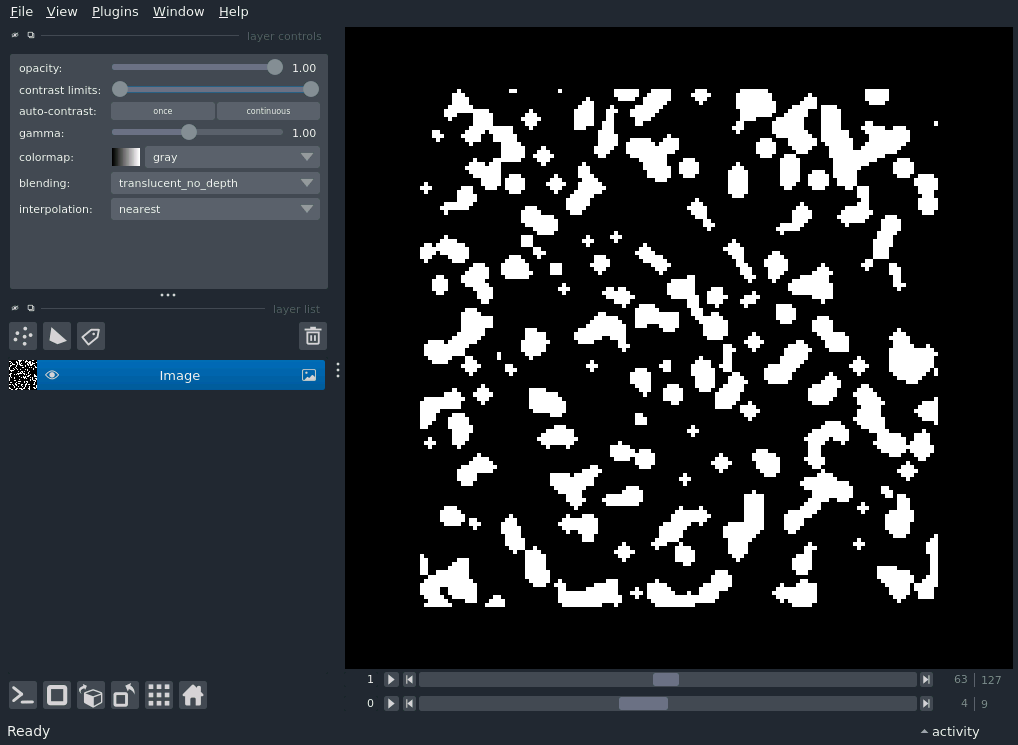 File View Plugins Window Help
layer controls
opacity: 1.00
contrast limits:
auto-contrast: once continuous
gamma: 1.00
colormap: gray
blending: translucent_no_depth
interpolation: nearest
layer list
Image
1 63 127
0 4 9
Ready activity